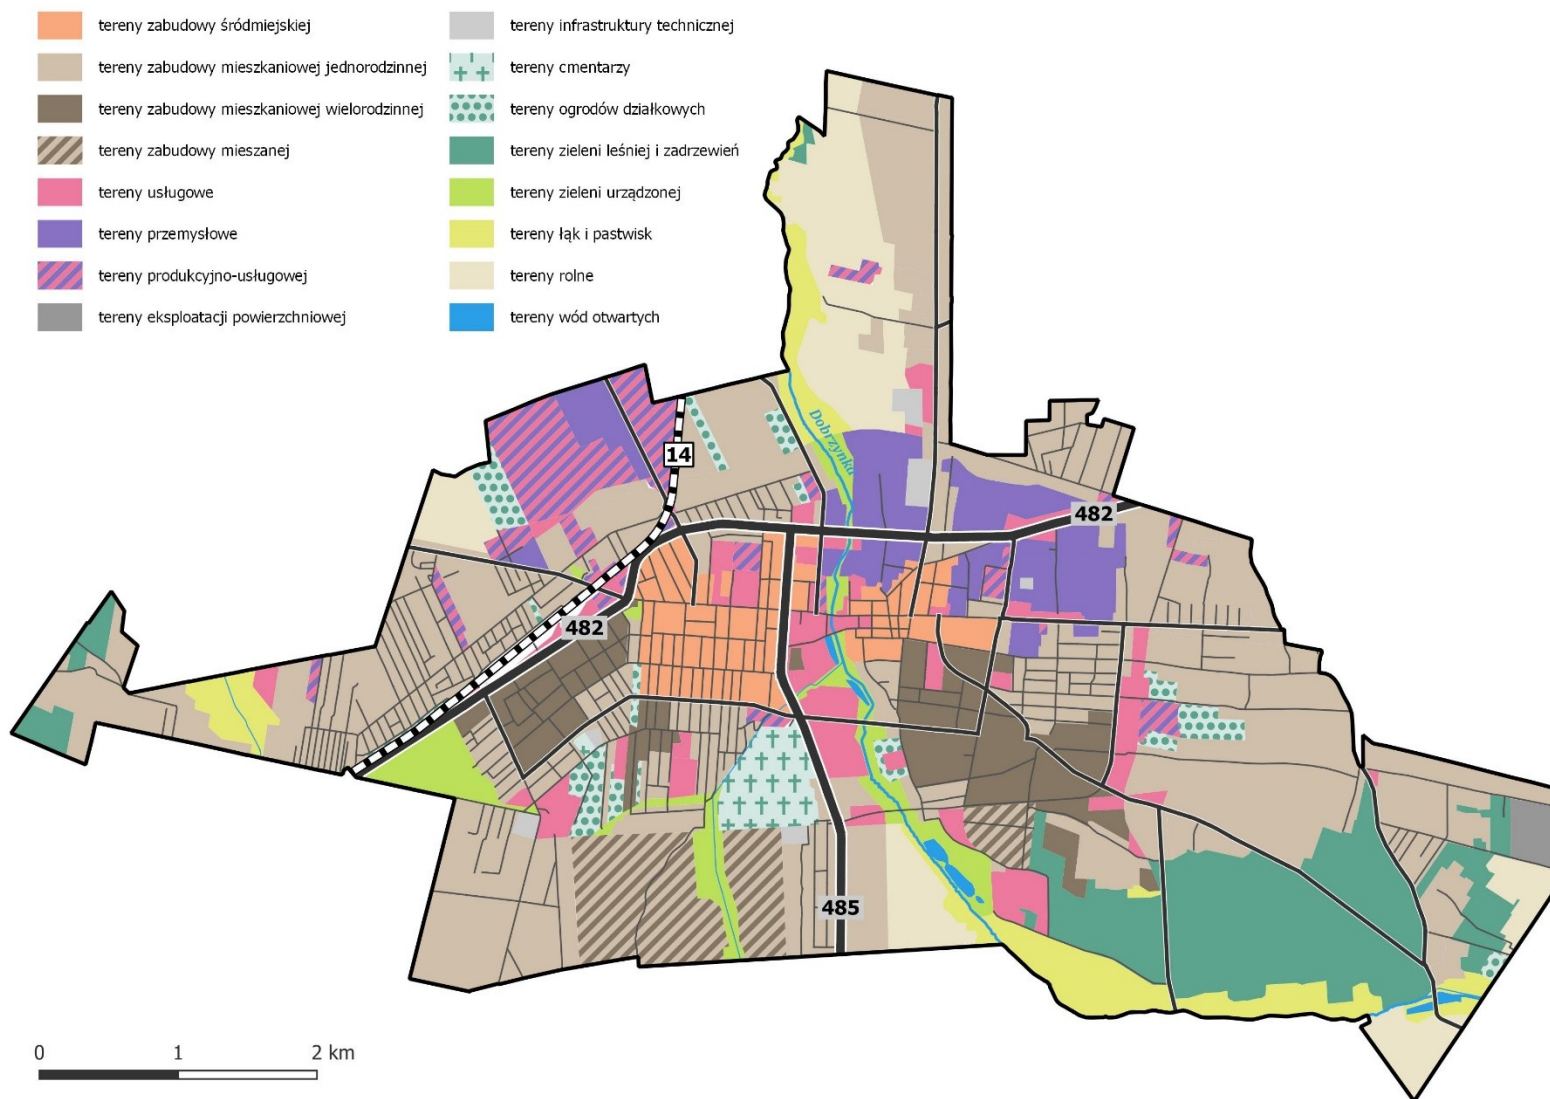 tereny zabudowy śródmiejskiej
tereny zabudowy mieszkaniowej jednorodzinnej
tereny zabudowy mieszkaniowej wielorodzinnej
tereny zabudowy mieszanej
tereny usługowe
tereny przemysłowe
tereny produkcyjno-usługowej
tereny eksploatacji powierzchniowej
tereny infrastruktury technicznej
tereny cmentarzy
tereny ogrodów działkowych
tereny zieleni leśniej i zadrzewień
tereny zieleni urządzonej
tereny łąk i pastwisk
tereny rolne
tereny wód otwartych
Dobrzynka
14
482
482
485
0 1 2 km